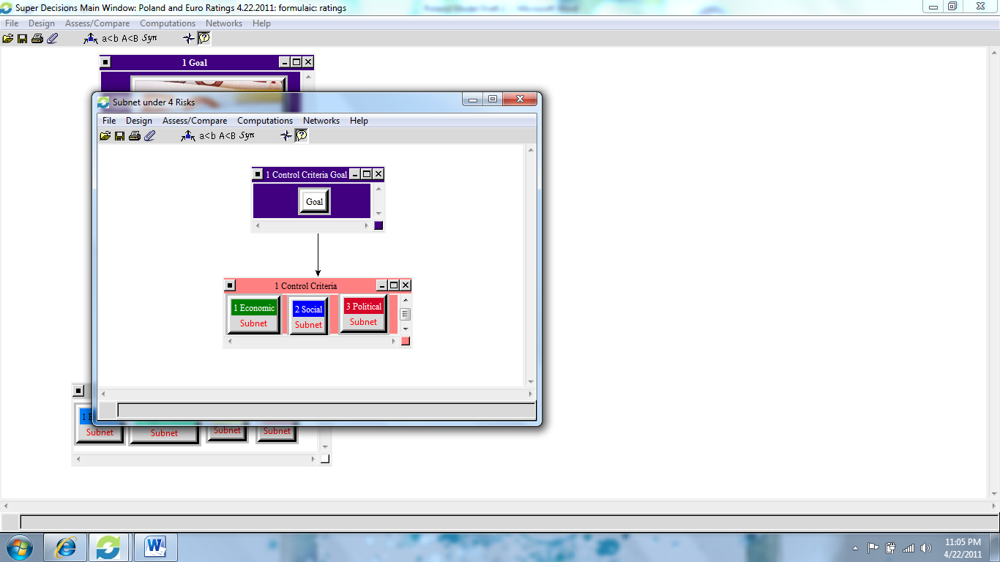 Super Decisions Main Window: Poland and Euro Ratings 4.22.2011: formulaic: ratings
File Design Assess/Compare Computations Networks Help
a<b A<B Syn
1 Goal
Subnet under 4 Risks
File Design Assess/Compare Computations Networks Help
a<b A<B Syn
1 Control Criteria Goal
Goal
1 Control Criteria
1 Economic 2 Social 3 Political
Subnet Subnet Subnet
1
Subnet Subnet Subnet Subnet
11:05 PM
4/22/2011